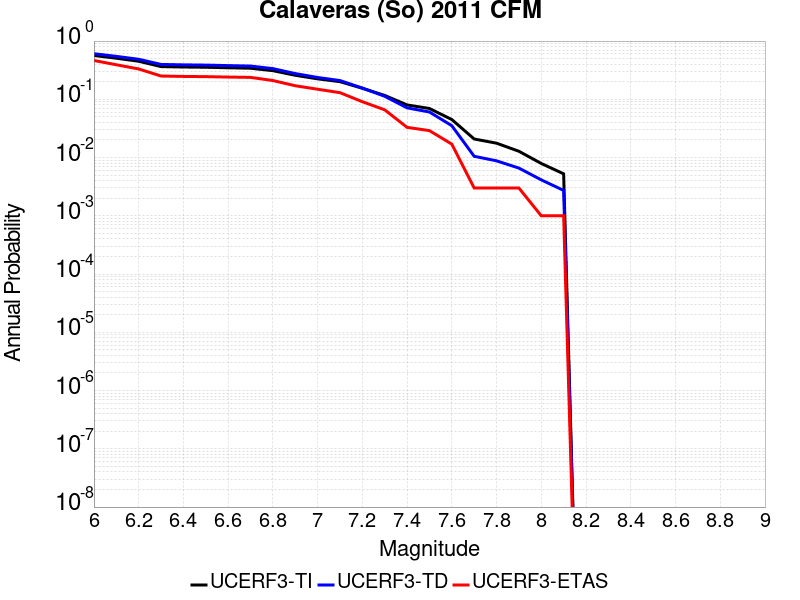 Calaveras (So) 2011 CFM
Annual Probability
10^0
10^-1
10^-2
10^-3
10^-4
10^-5
10^-6
10^-7
10^-8
6 6.2 6.4 6.6 6.8 7 7.2 7.4 7.6 7.8 8 8.2 8.4 8.6 8.8 9
Magnitude
UCERF3-TI UCERF3-TD UCERF3-ETAS